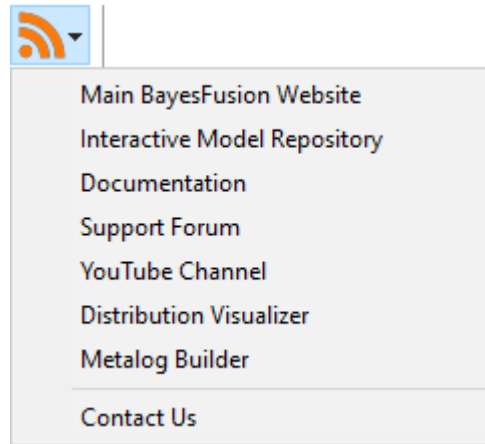 Main BayesFusion Website
Interactive Model Repository
Documentation
Support Forum
YouTube Channel
Distribution Visualizer
Metalog Builder
Contact Us